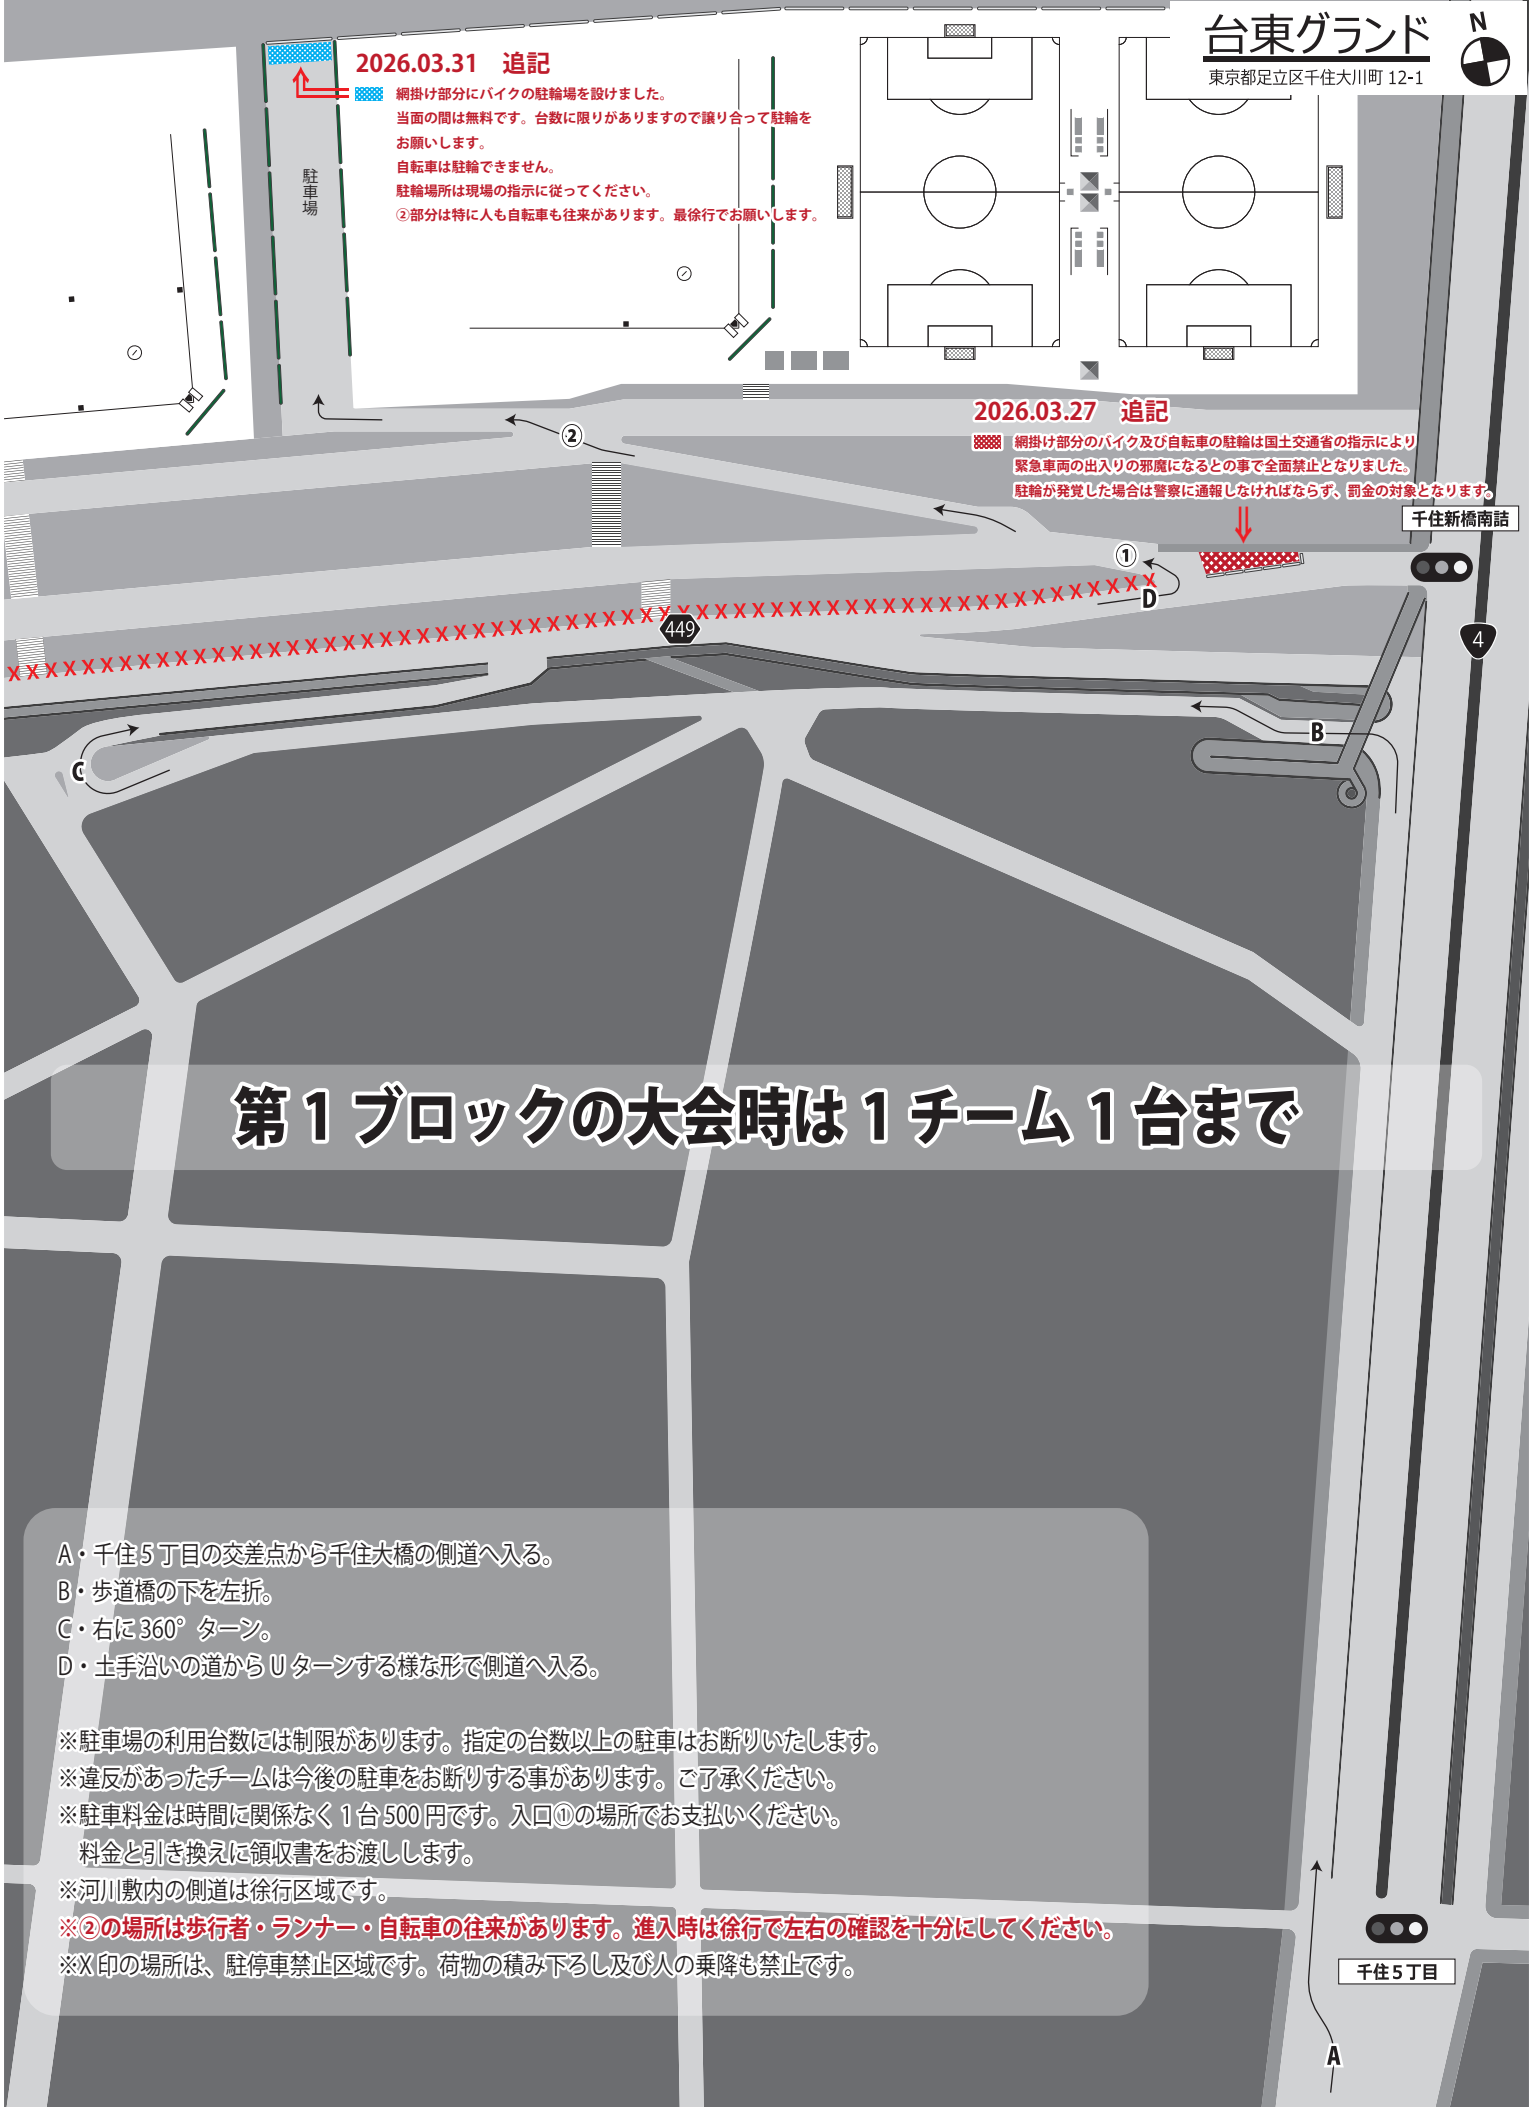 台東グランド
東京都足立区千住大川町 12-1
N
2026.03.31 追記
網掛け部分にバイクの駐輪場を設けました。
当面の間は無料です。台数に限りがありますので譲り合って駐輪を
お願いします。
自転車は駐輪できません。
駐輪場所は現場の指示に従ってください。
②部分は特に人も自転車も往来があります。最徐行でお願いします。
駐車場
②
2026.03.27 追記
網掛け部分のバイク及び自転車の駐輪は国土交通省の指示により
緊急車両の出入りの邪魔になるとの事で全面禁止となりました。
駐輪が発覚した場合は警察に通報しなければならず、罰金の対象となります。
千住新橋南詰
①
D
XXXXXXXXXXXXXXXXXXXXXXXXXXXXXXXXXXXXXXXXXXXXXXXXXXXXXXXXXXXXXX
449
4
B
C
第1ブロックの大会時は1チーム1台まで
A・千住5丁目の交差点から千住大橋の側道へ入る。
B・歩道橋の下を左折。
C・右に360°ターン。
D・土手沿いの道からUターンする様な形で側道へ入る。
※駐車場の利用台数には制限があります。指定の台数以上の駐車はお断りいたします。
※違反があったチームは今後の駐車をお断りする事があります。ご了承ください。
※駐車料金は時間に関係なく1台500円です。入口①の場所でお支払いください。
料金と引き換えに領収書をお渡しします。
※河川敷内の側道は徐行区域です。
※②の場所は歩行者・ランナー・自転車の往来があります。進入時は徐行で左右の確認を十分にしてください。
※X印の場所は、駐停車禁止区域です。荷物の積み下ろし及び人の乗降も禁止です。
千住5丁目
A